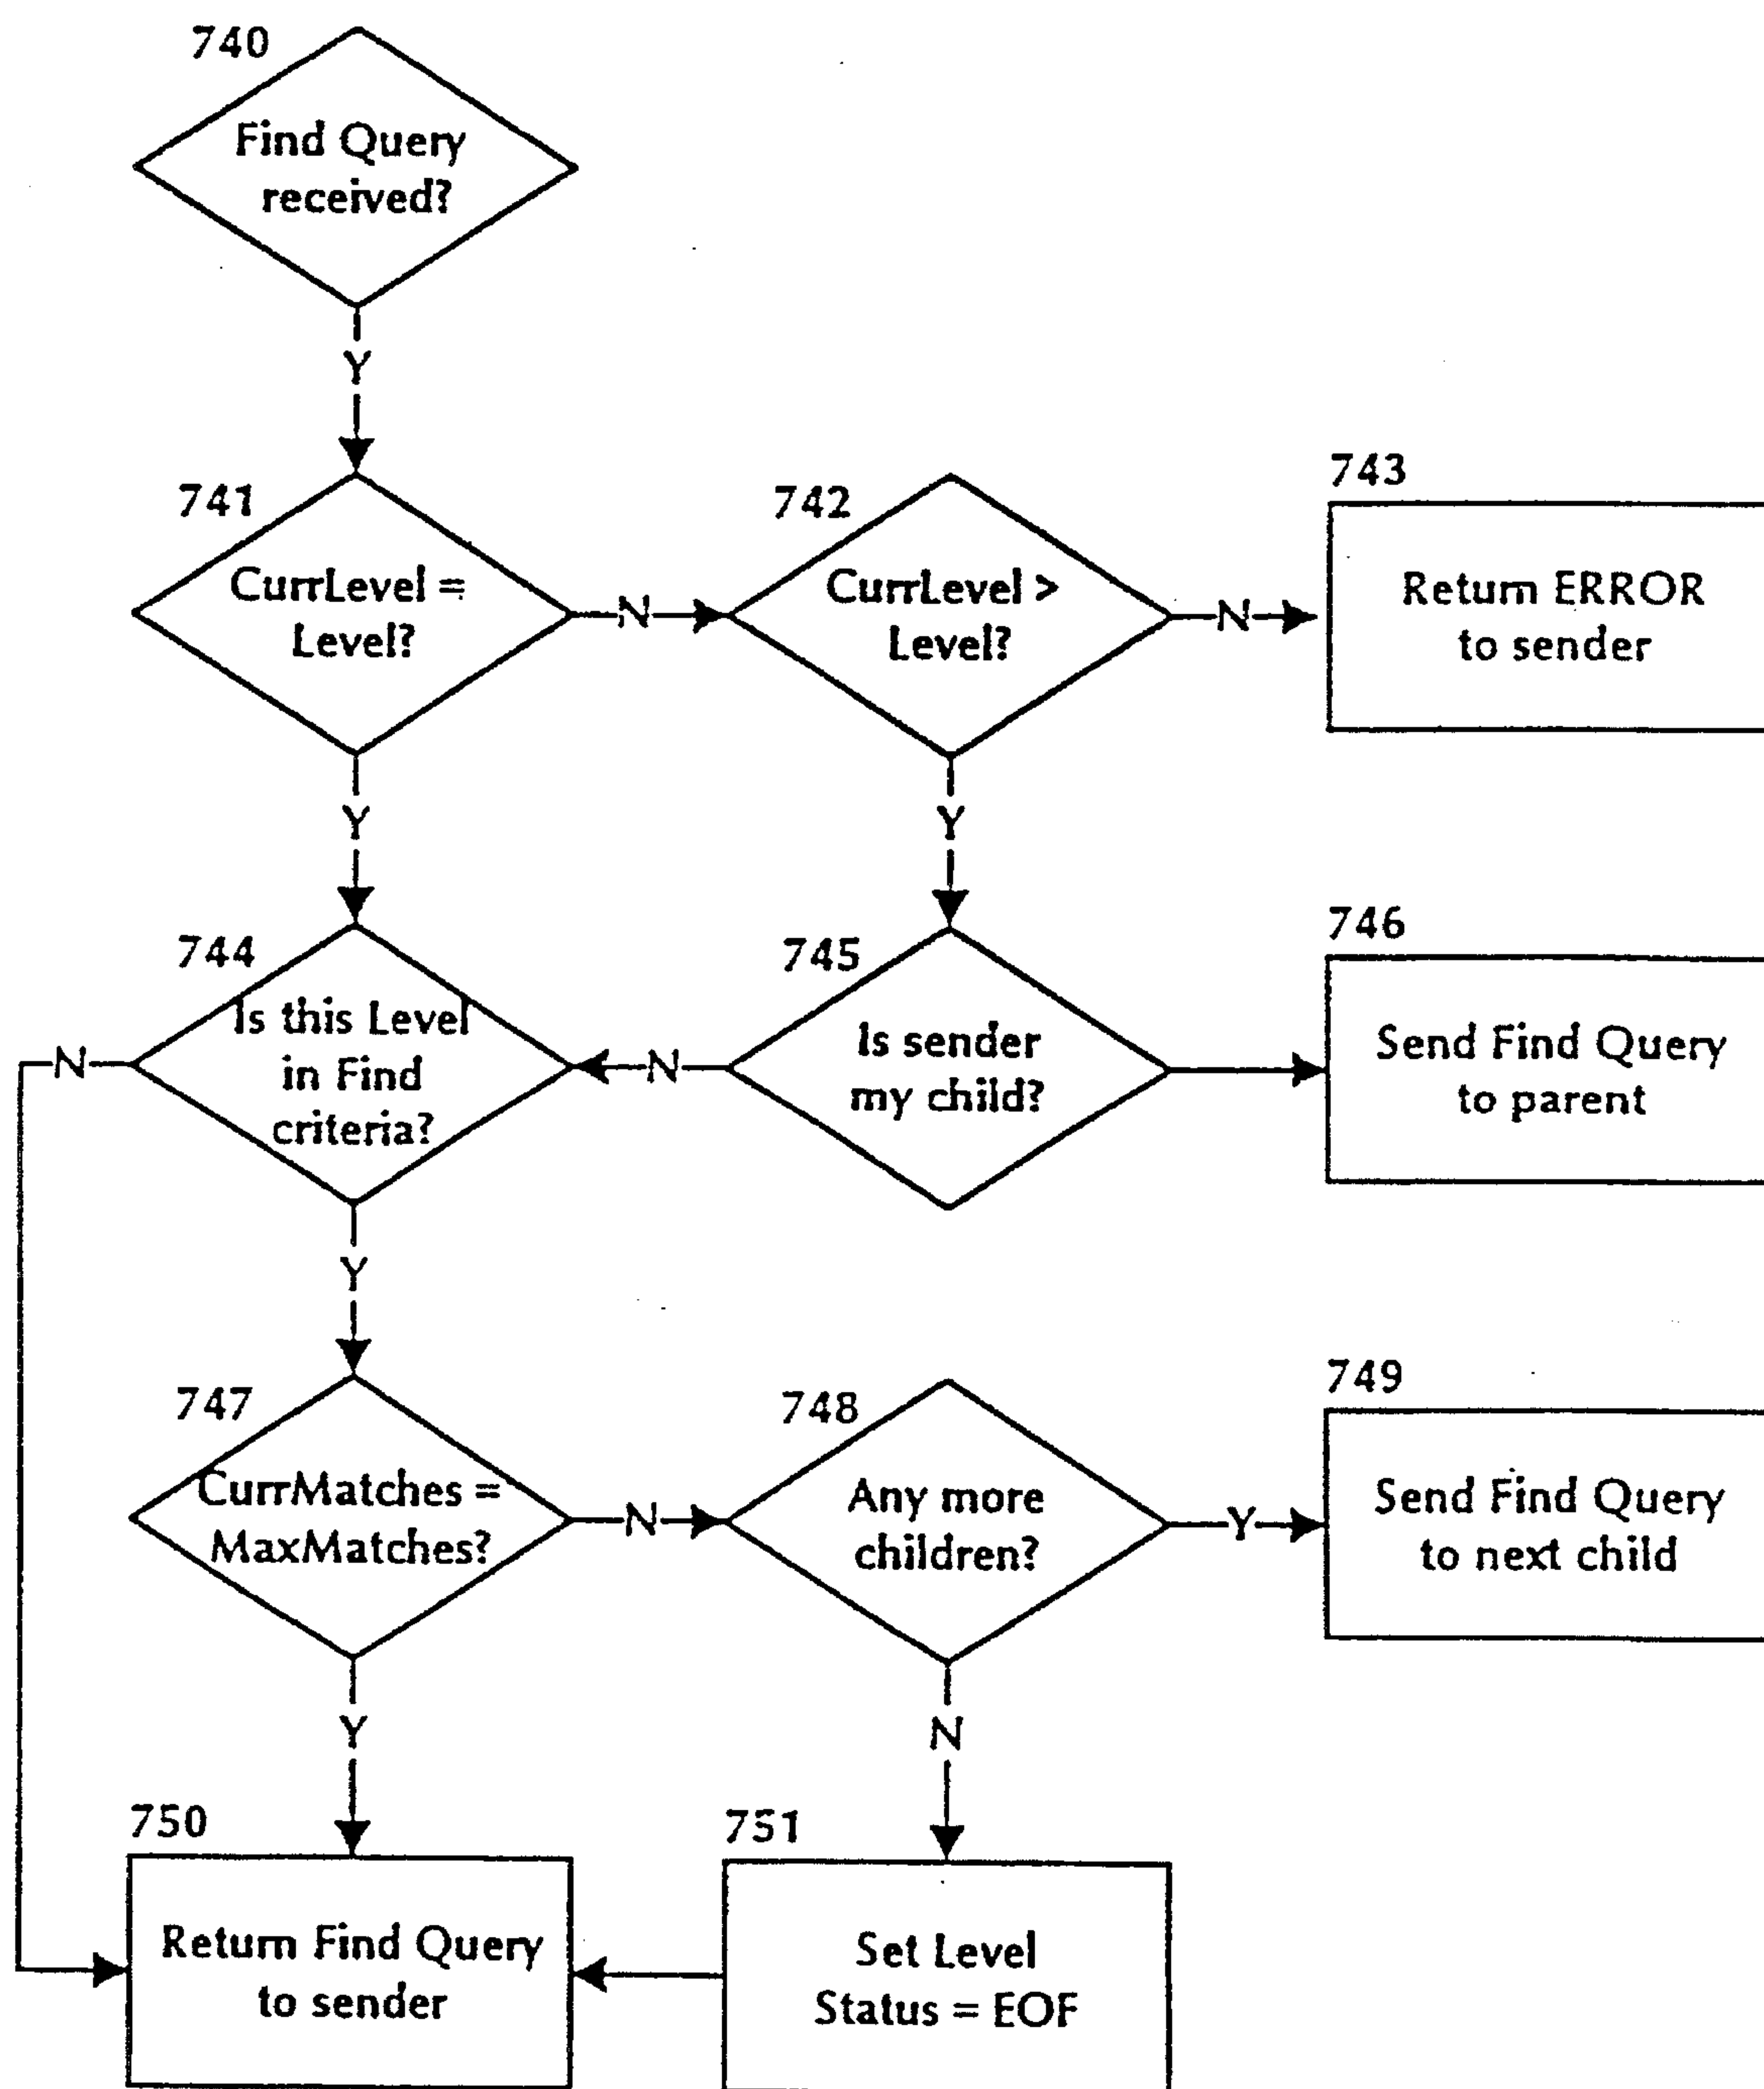 740
Find Query
received?
Y
741
CurrLevel =
Level?
N
742
CurrLevel >
Level?
N
743
Return ERROR
to sender
Y
Y
744
Is this Level
in Find
criteria?
N
N
745
Is sender
my child?
746
Send Find Query
to parent
Y
747
CurrMatches =
MaxMatches?
N
748
Any more
children?
Y
749
Send Find Query
to next child
Y
N
750
Return Find Query
to sender
751
Set Level
Status = EOF